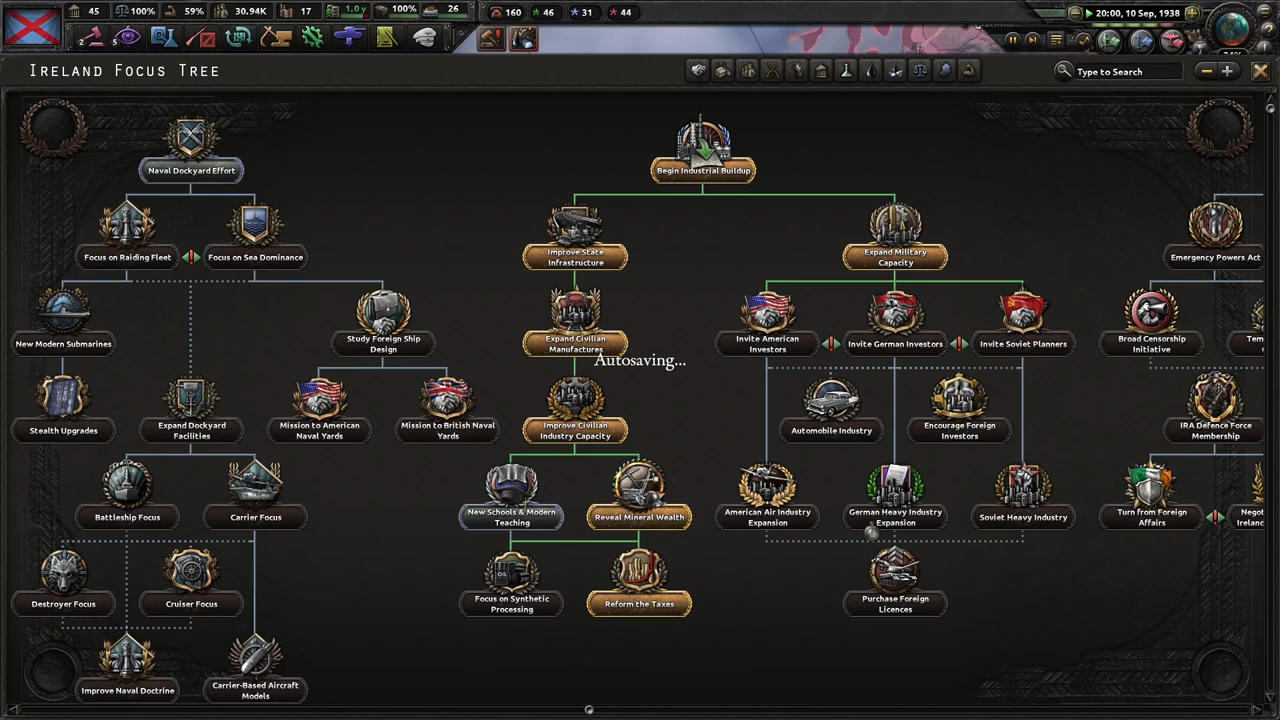 45
100%
59%
30.94K
17
1.0y
100%
26
160
46
31
44
20:00, 10 Sep, 1938
2
5
IRELAND FOCUS TREE
Type to Search
Naval Dockyard Effort
Begin Industrial Buildup
Focus on Raiding Fleet
Focus on Sea Dominance
Improve State
Infrastructure
Expand Military
Capacity
Emergency Powers Act
New Modern Submarines
Study Foreign Ship
Design
Expand Civilian
Manufactures
Autosaving...
Invite American
Investors
Invite German Investors
Invite Soviet Planners
Broad Censorship
Initiative
Tem
Stealth Upgrades
Expand Dockyard
Facilities
Mission to American
Naval Yards
Mission to British Naval
Yards
Improve Civilian
Industry Capacity
Automobile Industry
Encourage Foreign
Investors
IRA Defence Force
Membership
Battleship Focus
Carrier Focus
New Schools & Modern
Teaching
Reveal Mineral Wealth
American Air Industry
Expansion
German Heavy Industry
Expansion
Soviet Heavy Industry
Turn from Foreign
Affairs
Negot
Ireland
Destroyer Focus
Cruiser Focus
Focus on Synthetic
Processing
Reform the Taxes
Purchase Foreign
Licences
Improve Naval Doctrine
Carrier-Based Aircraft
Models